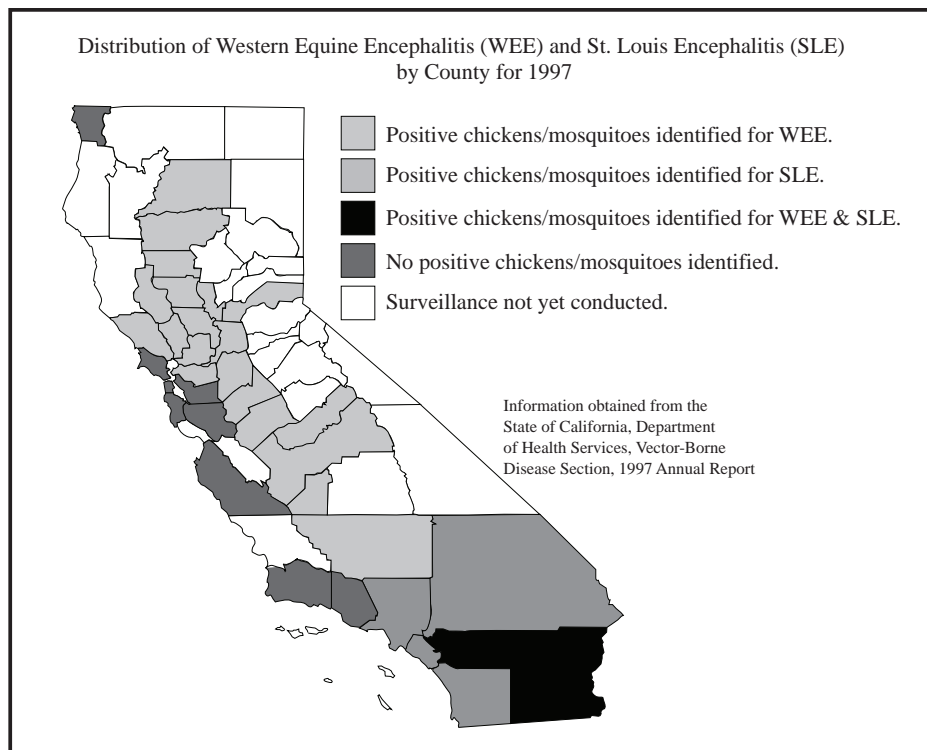 Distribution of Western Equine Encephalitis (WEE) and St. Louis Encephalitis (SLE)
by County for 1997
Positive chickens/mosquitoes identified for WEE.
Positive chickens/mosquitoes identified for SLE.
Positive chickens/mosquitoes identified for WEE & SLE.
No positive chickens/mosquitoes identified.
Surveillance not yet conducted.
Information obtained from the
State of California, Department
of Health Services, Vector-Borne
Disease Section, 1997 Annual Report